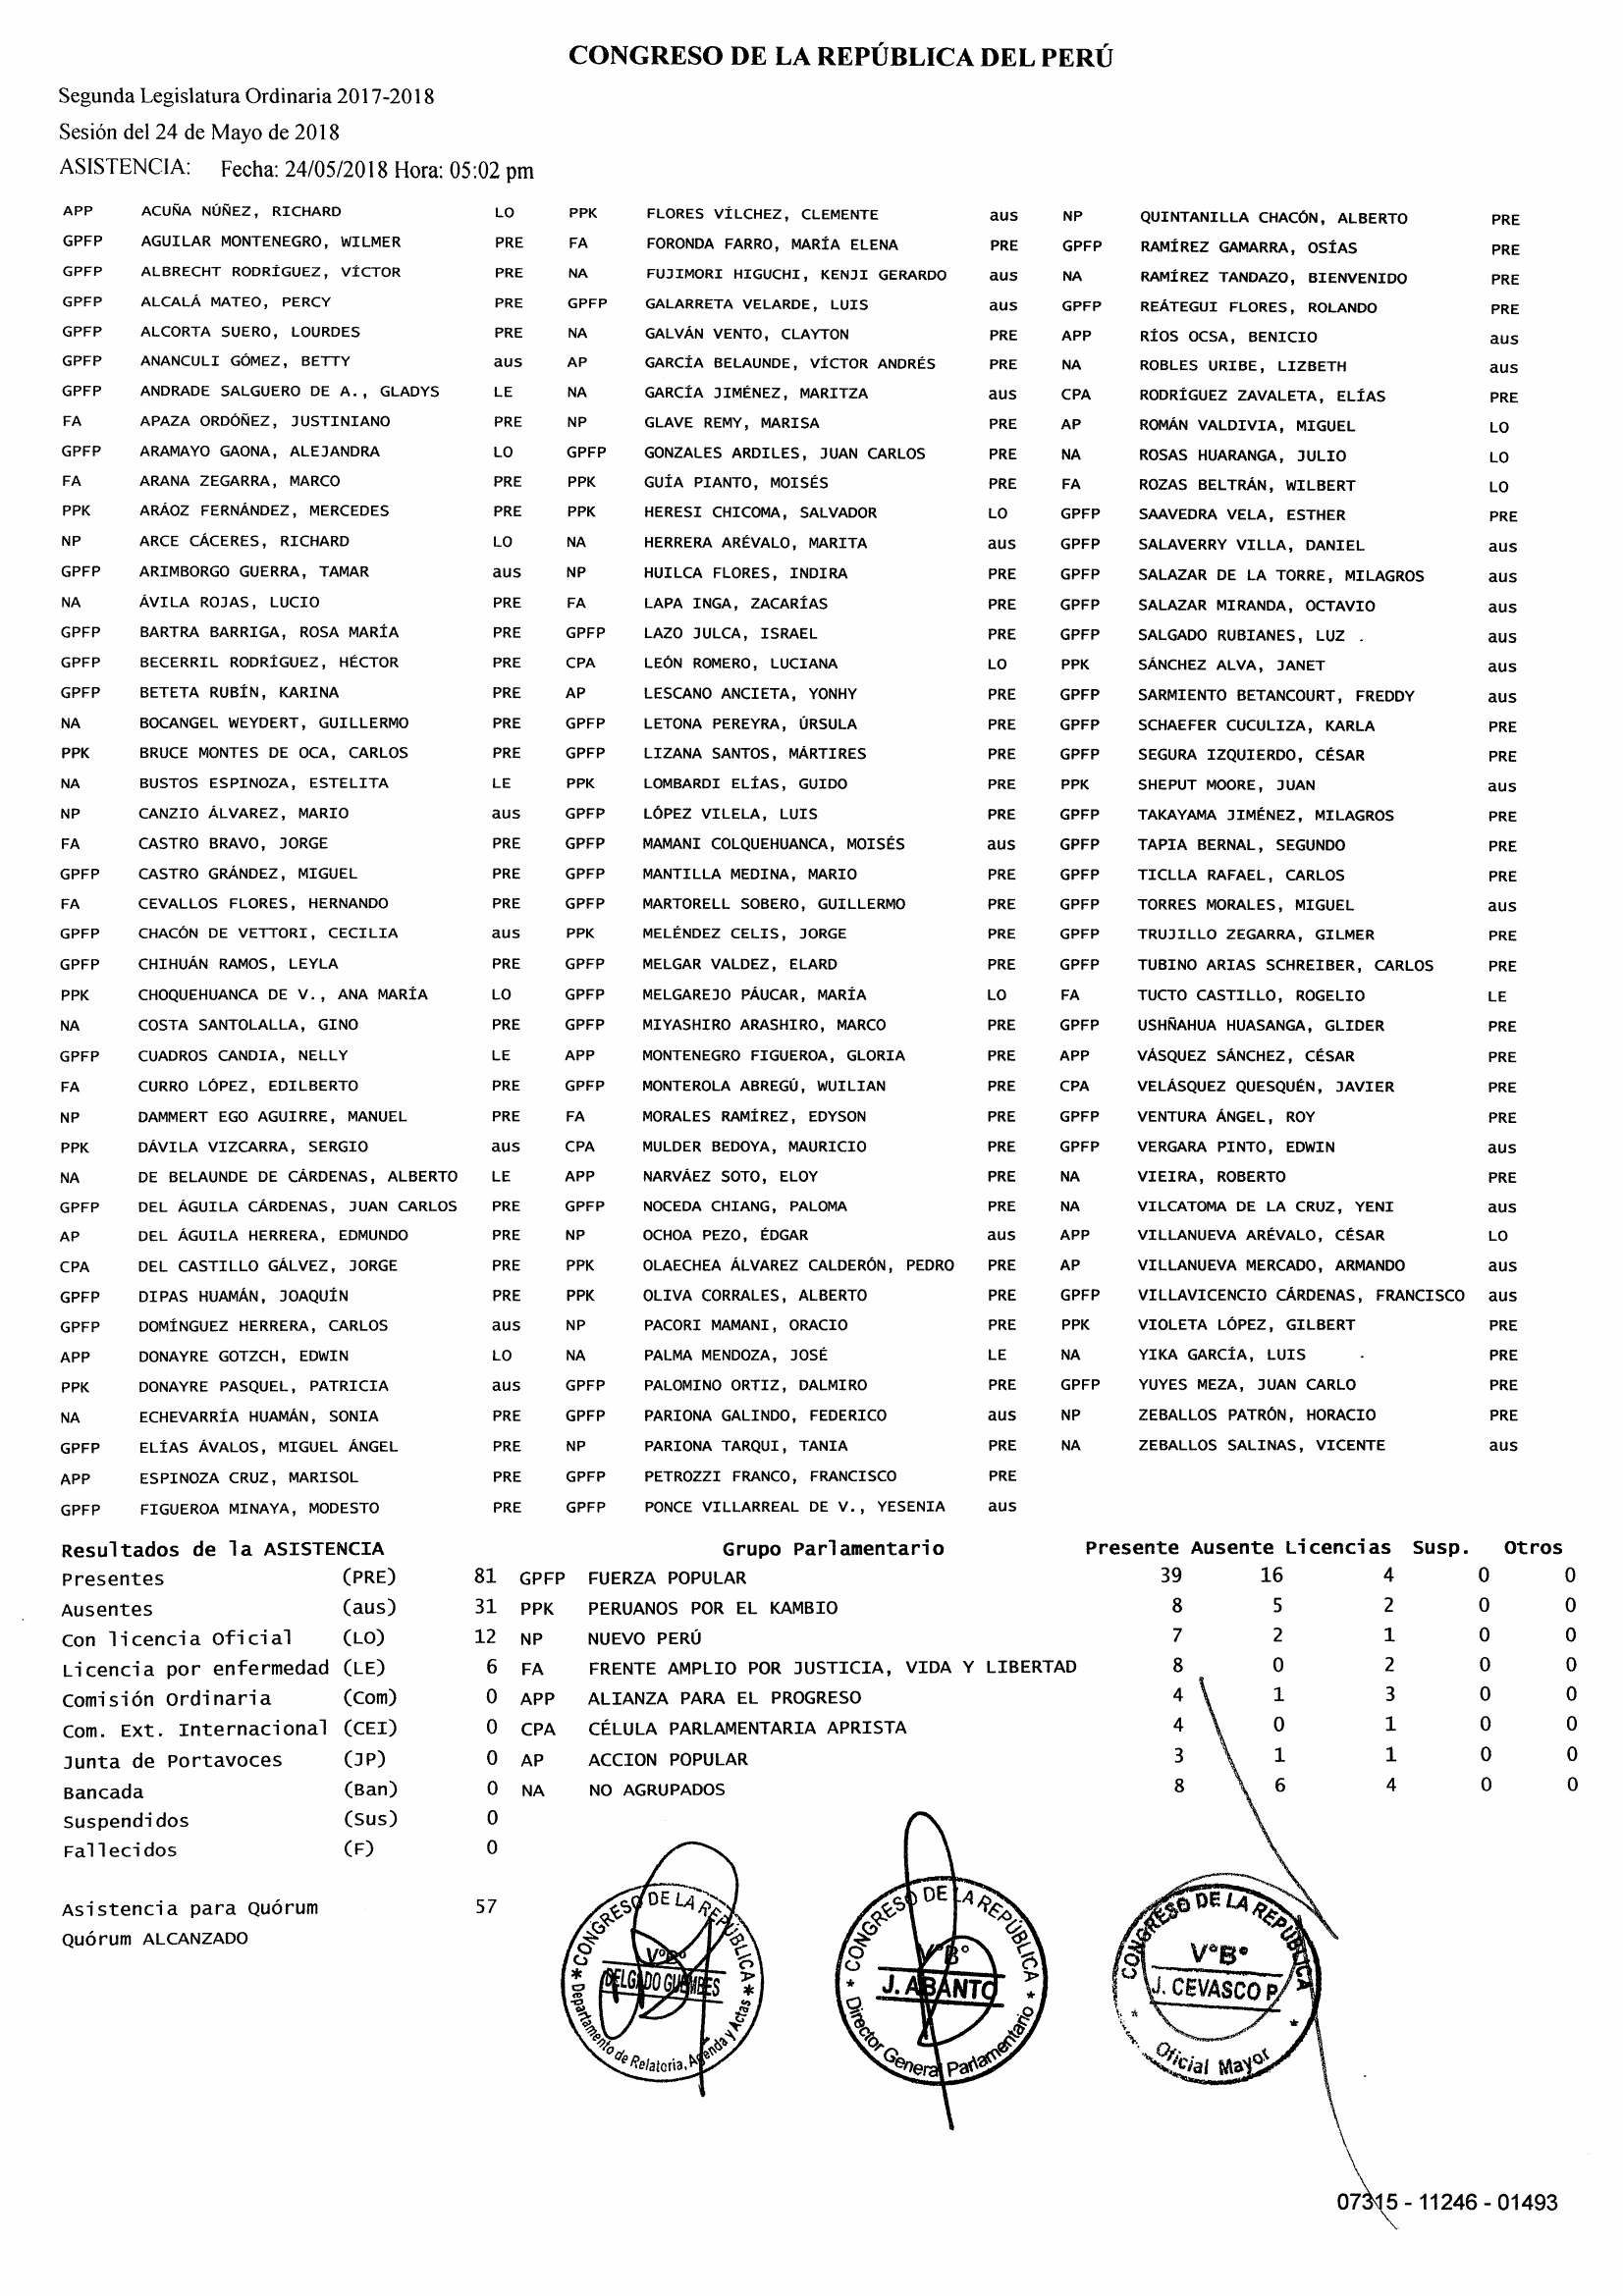 CONGRESO DE LA REPÚBLICA DEL PERÚ
Segunda Legislatura Ordinaria 2017-2018
Sesión del 24 de Mayo de 2018
ASISTENCIA: Fecha: 24/05/2018 Hora: 05:02 pm
APP ACUÑA NÚÑEZ, RICHARD LO PPK FLORES VÍLCHEZ, CLEMENTE aus NP QUINTANILLA CHACÓN, ALBERTO PRE
GPFP AGUILAR MONTENEGRO, WILMER PRE FA FORONDA FARRO, MARÍA ELENA PRE GPFP RAMÍREZ GAMARRA, OSÍAS PRE
GPFP ALBRECHT RODRÍGUEZ, VÍCTOR PRE NA FUJIMORI HIGUCHI, KENJI GERARDO aus NA RAMÍREZ TANDAZO, BIENVENIDO PRE
GPFP ALCALÁ MATEO, PERCY PRE GPFP GALARRETA VELARDE, LUIS aus GPFP REÁTEGUI FLORES, ROLANDO PRE
GPFP ALCORTA SUERO, LOURDES PRE NA GALVÁN VENTO, CLAYTON PRE APP RÍOS OCSA, BENICIO aus
GPFP ANANCULI GÓMEZ, BETTY aus AP GARCÍA BELAUNDE, VÍCTOR ANDRÉS PRE NA ROBLES URIBE, LIZBETH aus
GPFP ANDRADE SALGUERO DE A., GLADYS LE NA GARCÍA JIMÉNEZ, MARITZA aus CPA RODRÍGUEZ ZAVALETA, ELÍAS PRE
FA APAZA ORDÓÑEZ, JUSTINIANO PRE NP GLAVE REMY, MARISA PRE AP ROMÁN VALDIVIA, MIGUEL LO
GPFP ARAMAYO GAONA, ALEJANDRA LO GPFP GONZALES ARDILES, JUAN CARLOS PRE NA ROSAS HUARANGA, JULIO LO
FA ARANA ZEGARRA, MARCO PRE PPK GUÍA PIANTO, MOISÉS PRE FA ROZAS BELTRÁN, WILBERT LO
PPK ARÁOZ FERNÁNDEZ, MERCEDES PRE PPK HERESI CHICOMA, SALVADOR LO GPFP SAAVEDRA VELA, ESTHER PRE
NP ARCE CÁCERES, RICHARD LO NA HERRERA ARÉVALO, MARITA aus GPFP SALAVERRY VILLA, DANIEL aus
GPFP ARIMBORGO GUERRA, TAMAR aus NP HUILCA FLORES, INDIRA PRE GPFP SALAZAR DE LA TORRE, MILAGROS aus
NA ÁVILA ROJAS, LUCIO PRE FA LAPA INGA, ZACARÍAS PRE GPFP SALAZAR MIRANDA, OCTAVIO aus
GPFP BARTRA BARRIGA, ROSA MARÍA PRE GPFP LAZO JULCA, ISRAEL PRE GPFP SALGADO RUBIANES, LUZ . aus
GPFP BECERRIL RODRÍGUEZ, HÉCTOR PRE CPA LEÓN ROMERO, LUCIANA LO PPK SÁNCHEZ ALVA, JANET aus
GPFP BETETA RUBÍN, KARINA PRE AP LESCANO ANCIETA, YONHY PRE GPFP SARMIENTO BETANCOURT, FREDDY aus
NA BOCANGEL WEYDERT, GUILLERMO PRE GPFP LETONA PEREYRA, ÚRSULA PRE GPFP SCHAEFER CUCULIZA, KARLA PRE
PPK BRUCE MONTES DE OCA, CARLOS PRE GPFP LIZANA SANTOS, MÁRTIRES PRE GPFP SEGURA IZQUIERDO, CÉSAR PRE
NA BUSTOS ESPINOZA, ESTELITA LE PPK LOMBARDI ELÍAS, GUIDO PRE PPK SHEPUT MOORE, JUAN aus
NP CANZIO ÁLVAREZ, MARIO aus GPFP LÓPEZ VILELA, LUIS PRE GPFP TAKAYAMA JIMÉNEZ, MILAGROS PRE
FA CASTRO BRAVO, JORGE PRE GPFP MAMANI COLQUEHUANCA, MOISÉS aus GPFP TAPIA BERNAL, SEGUNDO PRE
GPFP CASTRO GRÁNDEZ, MIGUEL PRE GPFP MANTILLA MEDINA, MARIO PRE GPFP TICLLA RAFAEL, CARLOS PRE
FA CEVALLOS FLORES, HERNANDO PRE GPFP MARTORELL SOBERO, GUILLERMO PRE GPFP TORRES MORALES, MIGUEL aus
GPFP CHACÓN DE VETTORI, CECILIA aus PPK MELÉNDEZ CELIS, JORGE PRE GPFP TRUJILLO ZEGARRA, GILMER PRE
GPFP CHIHUÁN RAMOS, LEYLA PRE GPFP MELGAR VALDEZ, ELARD PRE GPFP TUBINO ARIAS SCHREIBER, CARLOS PRE
PPK CHOQUEHUANCA DE V., ANA MARÍA LO GPFP MELGAREJO PÁUCAR, MARÍA LO FA TUCTO CASTILLO, ROGELIO LE
NA COSTA SANTOLALLA, GINO PRE GPFP MIYASHIRO ARASHIRO, MARCO PRE GPFP USHÑAHUA HUASANGA, GLIDER PRE
GPFP CUADROS CANDIA, NELLY LE APP MONTENEGRO FIGUEROA, GLORIA PRE APP VÁSQUEZ SÁNCHEZ, CÉSAR PRE
FA CURRO LÓPEZ, EDILBERTO PRE GPFP MONTEROLA ABREGÚ, WUILIAN PRE CPA VELÁSQUEZ QUESQUÉN, JAVIER PRE
NP DAMMERT EGO AGUIRRE, MANUEL PRE FA MORALES RAMÍREZ, EDYSON PRE GPFP VENTURA ÁNGEL, ROY PRE
PPK DÁVILA VIZCARRA, SERGIO aus CPA MULDER BEDOYA, MAURICIO PRE GPFP VERGARA PINTO, EDWIN aus
NA DE BELAUNDE DE CÁRDENAS, ALBERTO LE APP NARVÁEZ SOTO, ELOY PRE NA VIEIRA, ROBERTO PRE
GPFP DEL ÁGUILA CÁRDENAS, JUAN CARLOS PRE GPFP NOCEDA CHIANG, PALOMA PRE NA VILCATOMA DE LA CRUZ, YENI aus
AP DEL ÁGUILA HERRERA, EDMUNDO PRE NP OCHOA PEZO, ÉDGAR aus APP VILLANUEVA ARÉVALO, CÉSAR LO
CPA DEL CASTILLO GÁLVEZ, JORGE PRE PPK OLAECHEA ÁLVAREZ CALDERÓN, PEDRO PRE AP VILLANUEVA MERCADO, ARMANDO aus
GPFP DIPAS HUAMÁN, JOAQUÍN PRE PPK OLIVA CORRALES, ALBERTO PRE GPFP VILLAVICENCIO CÁRDENAS, FRANCISCO aus
GPFP DOMÍNGUEZ HERRERA, CARLOS aus NP PACORI MAMANI, ORACIO PRE PPK VIOLETA LÓPEZ, GILBERT PRE
APP DONAYRE GOTZCH, EDWIN LO NA PALMA MENDOZA, JOSÉ LE NA YIKA GARCÍA, LUIS . PRE
PPK DONAYRE PASQUEL, PATRICIA aus GPFP PALOMINO ORTIZ, DALMIRO PRE GPFP YUYES MEZA, JUAN CARLO PRE
NA ECHEVARRÍA HUAMÁN, SONIA PRE GPFP PARIONA GALINDO, FEDERICO aus NP ZEBALLOS PATRÓN, HORACIO PRE
GPFP ELÍAS ÁVALOS, MIGUEL ÁNGEL PRE NP PARIONA TARQUI, TANIA PRE NA ZEBALLOS SALINAS, VICENTE aus
APP ESPINOZA CRUZ, MARISOL PRE GPFP PETROZZI FRANCO, FRANCISCO PRE
GPFP FIGUEROA MINAYA, MODESTO PRE GPFP PONCE VILLARREAL DE V., YESENIA aus
Resultados de la ASISTENCIA Grupo Parlamentario Presente Ausente Licencias Susp. Otros
Presentes (PRE) 81 GPFP FUERZA POPULAR 39 16 4 0 0
Ausentes (aus) 31 PPK PERUANOS POR EL KAMBIO 8 5 2 0 0
Con licencia Oficial (LO) 12 NP NUEVO PERÚ 7 2 1 0 0
Licencia por enfermedad (LE) 6 FA FRENTE AMPLIO POR JUSTICIA, VIDA Y LIBERTAD 8 0 2 0 0
Comisión Ordinaria (Com) 0 APP ALIANZA PARA EL PROGRESO 4 1 3 0 0
Com. Ext. Internacional (CEI) 0 CPA CÉLULA PARLAMENTARIA APRISTA 4 0 1 0 0
Junta de Portavoces (JP) 0 AP ACCION POPULAR 3 1 1 0 0
Bancada (Ban) 0 NA NO AGRUPADOS 8 6 4 0 0
Suspendidos (Sus) 0
Fallecidos (F) 0
Asistencia para Quórum 57
Quórum ALCANZADO
* CONGRESO DE LA REPÚBLICA *
V°B°
DELGADO GUEMBES
Departamento de Relatoria, Agenda y Actas
* CONGRESO DE LA REPÚBLICA *
V°B°
J. ABANTO
Director General Parlamentario
CONGRESO DE LA REPÚBLICA
V°B°
J. CEVASCO P.
* Oficial Mayor *
07315 - 11246 - 01493